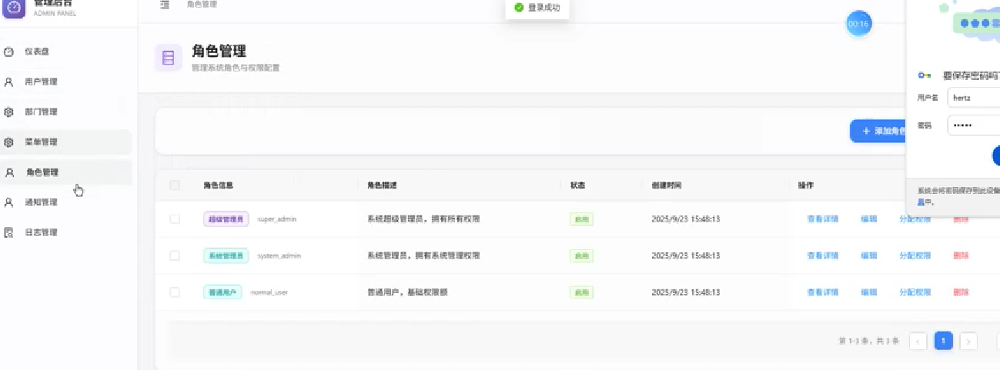 管理后台
ADMIN PANEL
仪表盘
用户管理
部门管理
菜单管理
角色管理
通知管理
日志管理
角色管理
登录成功
00:16
角色管理
管理系统角色与权限配置
+ 添加角色
角色信息 角色描述 状态 创建时间 操作
超级管理员 super_admin 系统超级管理员，拥有所有权限 启用 2025/9/23 15:48:13 查看详情 编辑 分配权限 删除
系统管理员 system_admin 系统管理员，拥有系统管理权限 启用 2025/9/23 15:48:13 查看详情 编辑 分配权限 删除
普通用户 normal_user 普通用户，基础权限额 启用 2025/9/23 15:48:13 查看详情 编辑 分配权限 删除
第 1-3 条，共 3 条
1
要保存密码吗
用户名 hertz
密码 •••••
系统会将密码保存到此设备
具中。